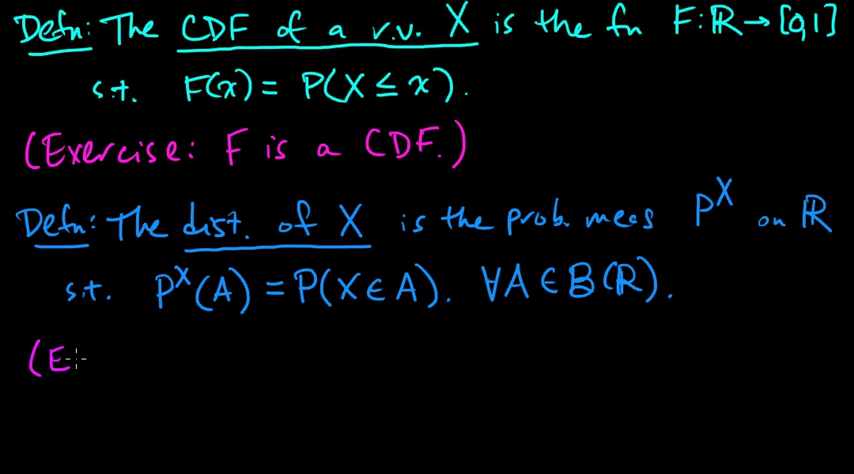 Defn: The CDF of a r.v. X is the fn F: ℝ → [0,1]
s.t. F(x) = P(X ≤ x).
(Exercise: F is a CDF.)
Defn: The dist. of X is the prob. meas P^X on ℝ
s.t. P^X(A) = P(X ∈ A). ∀A ∈ B(ℝ).
(E